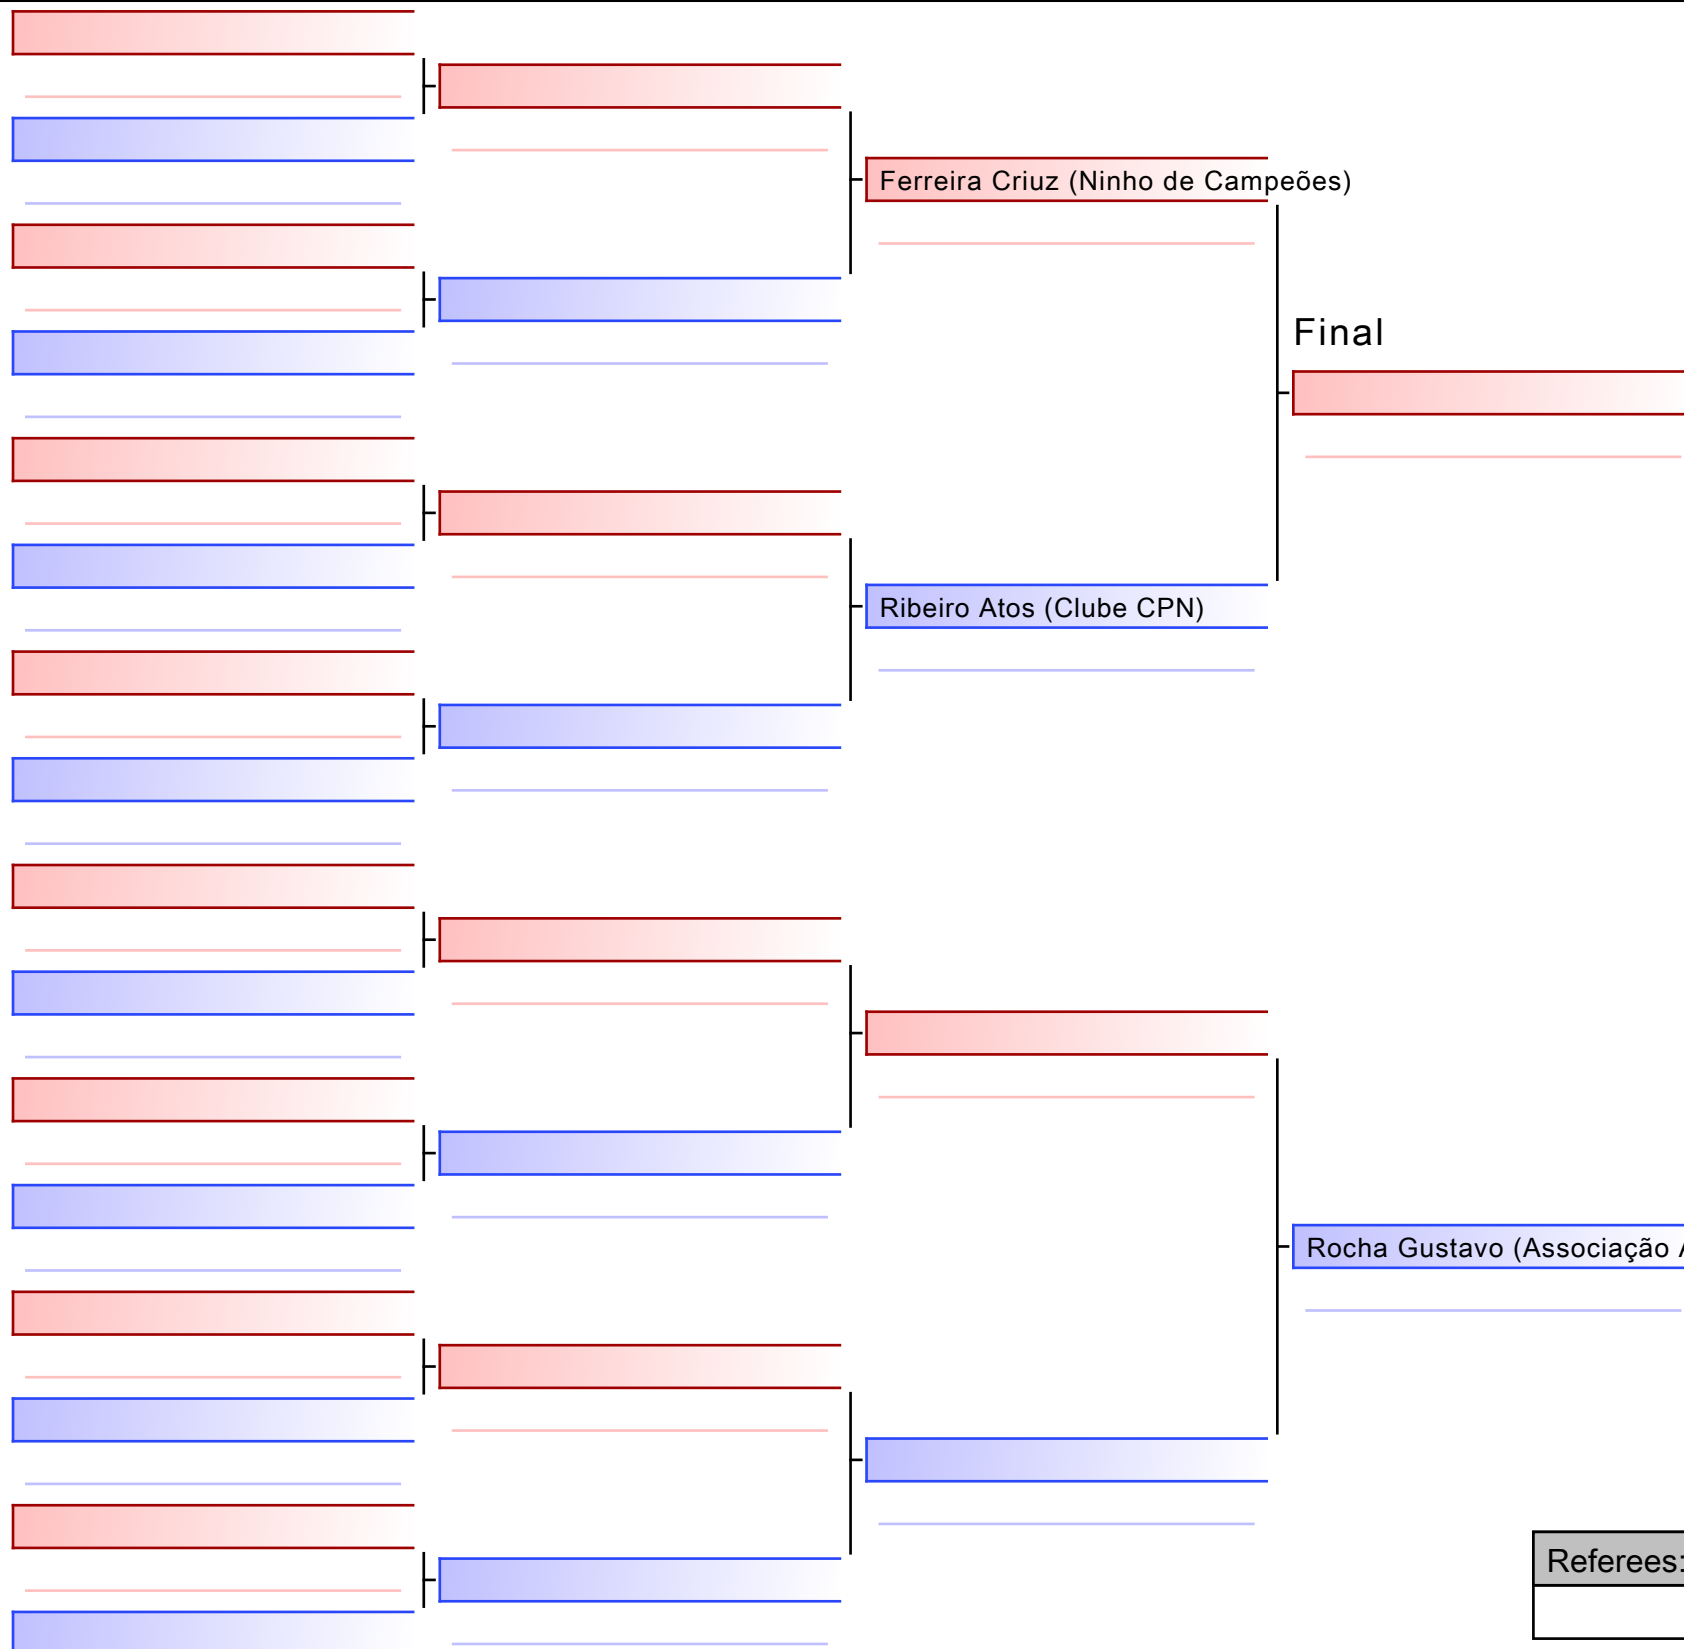 Ferreira Criuz (Ninho de Campeões)
Final
Ribeiro Atos (Clube CPN)
Rocha Gustavo (Associação
Referees: